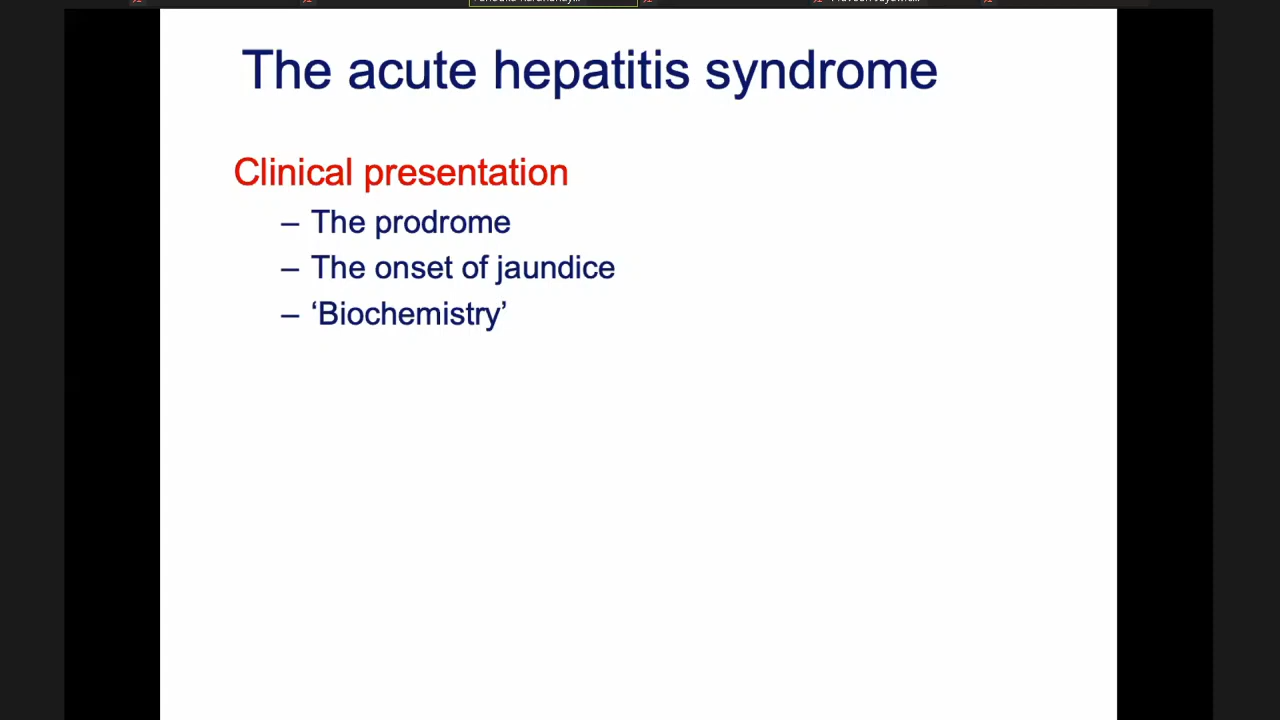 The acute hepatitis syndrome
Clinical presentation
– The prodrome
– The onset of jaundice
– ‘Biochemistry’